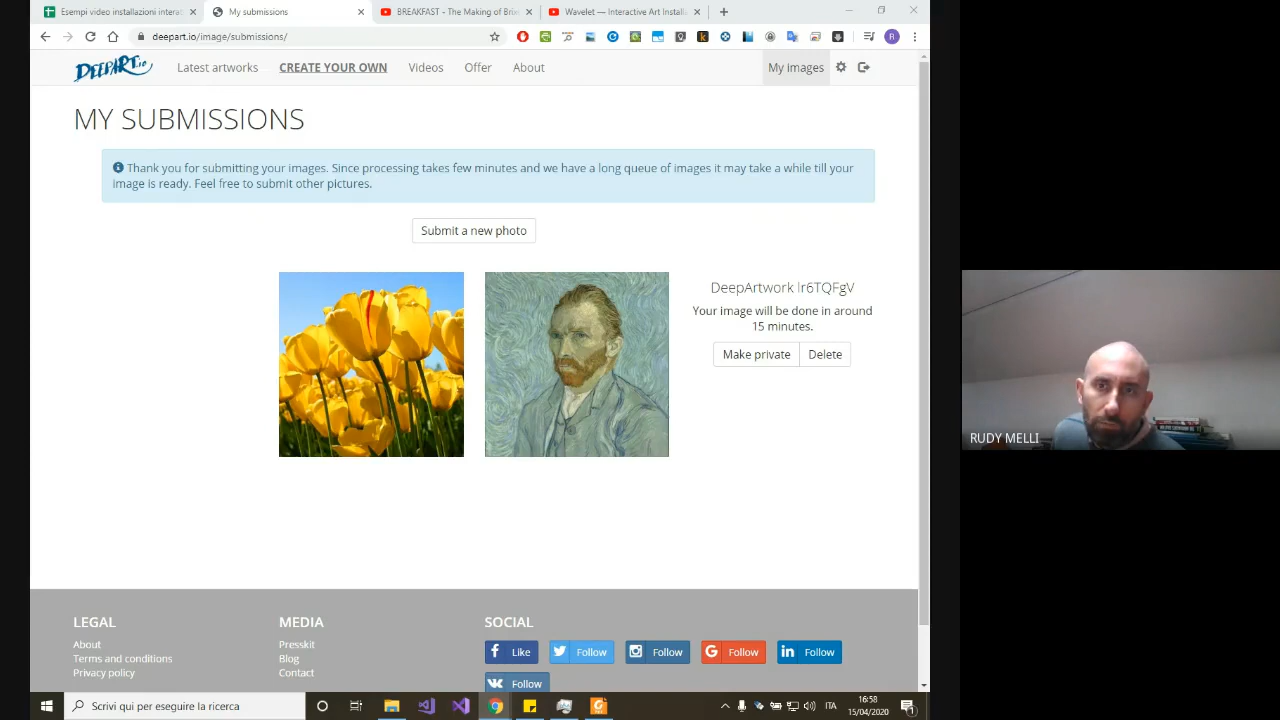 Esempi video installazioni interat
My submissions
BREAKFAST - The Making of Brix
Wavelet — Interactive Art Install
deepart.io/image/submissions/
R
DEEPART.io
Latest artworks
CREATE YOUR OWN
Videos
Offer
About
My images
MY SUBMISSIONS
Thank you for submitting your images. Since processing takes few minutes and we have a long queue of images it may take a while till your
image is ready. Feel free to submit other pictures.
Submit a new photo
DeepArtwork Ir6TQFgV
Your image will be done in around
15 minutes.
Make private
Delete
RUDY MELLI
LEGAL
About
Terms and conditions
Privacy policy
MEDIA
Presskit
Blog
Contact
SOCIAL
Like
Follow
Follow
Follow
Follow
Follow
Scrivi qui per eseguire la ricerca
ITA
16:58
15/04/2020